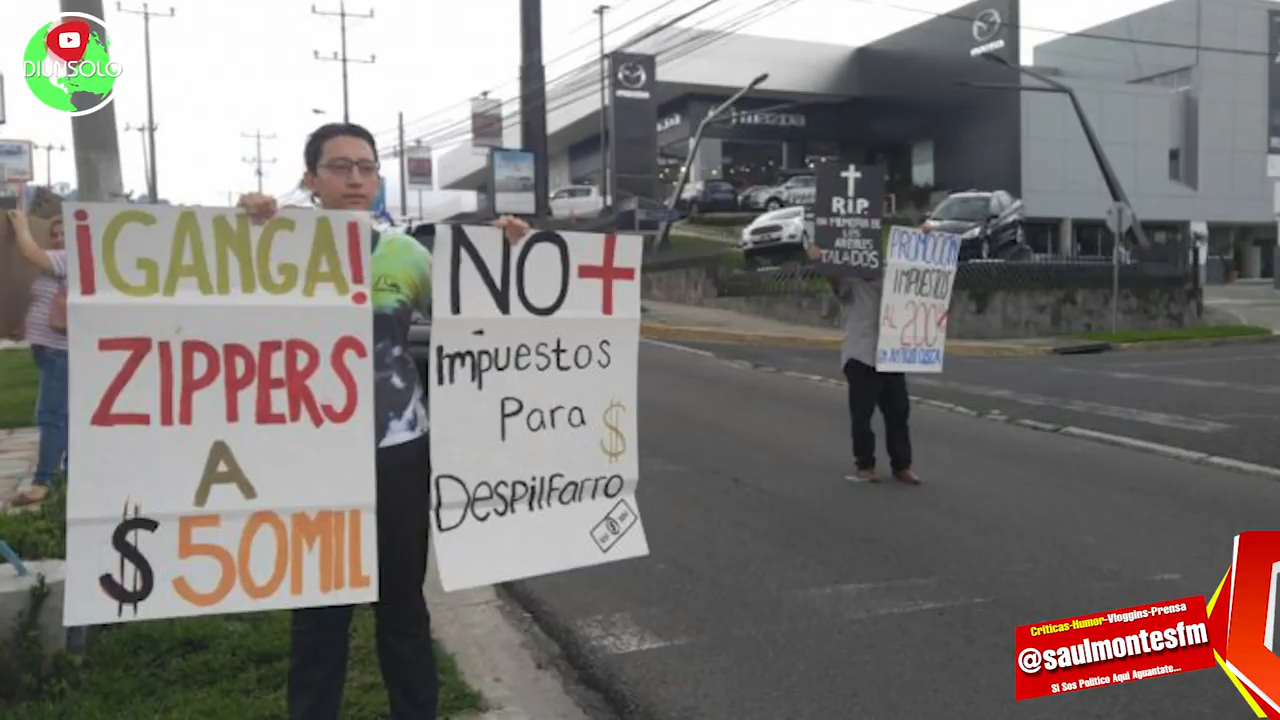 DIUNSOLO
¡GANGA!
ZIPPERS
A
$50MIL
NO+
Impuestos
Para $
Despilfarro
R.I.P.
EN MEMORIA DE
LOS
ARBOLES
TALADOS
PROMOCION
IMPUESTOS
AL 200%
mazda
Criticas-Humor-Vloggins-Prensa
@saulmontesfm
Si Sos Politico Aqui Aguantate...